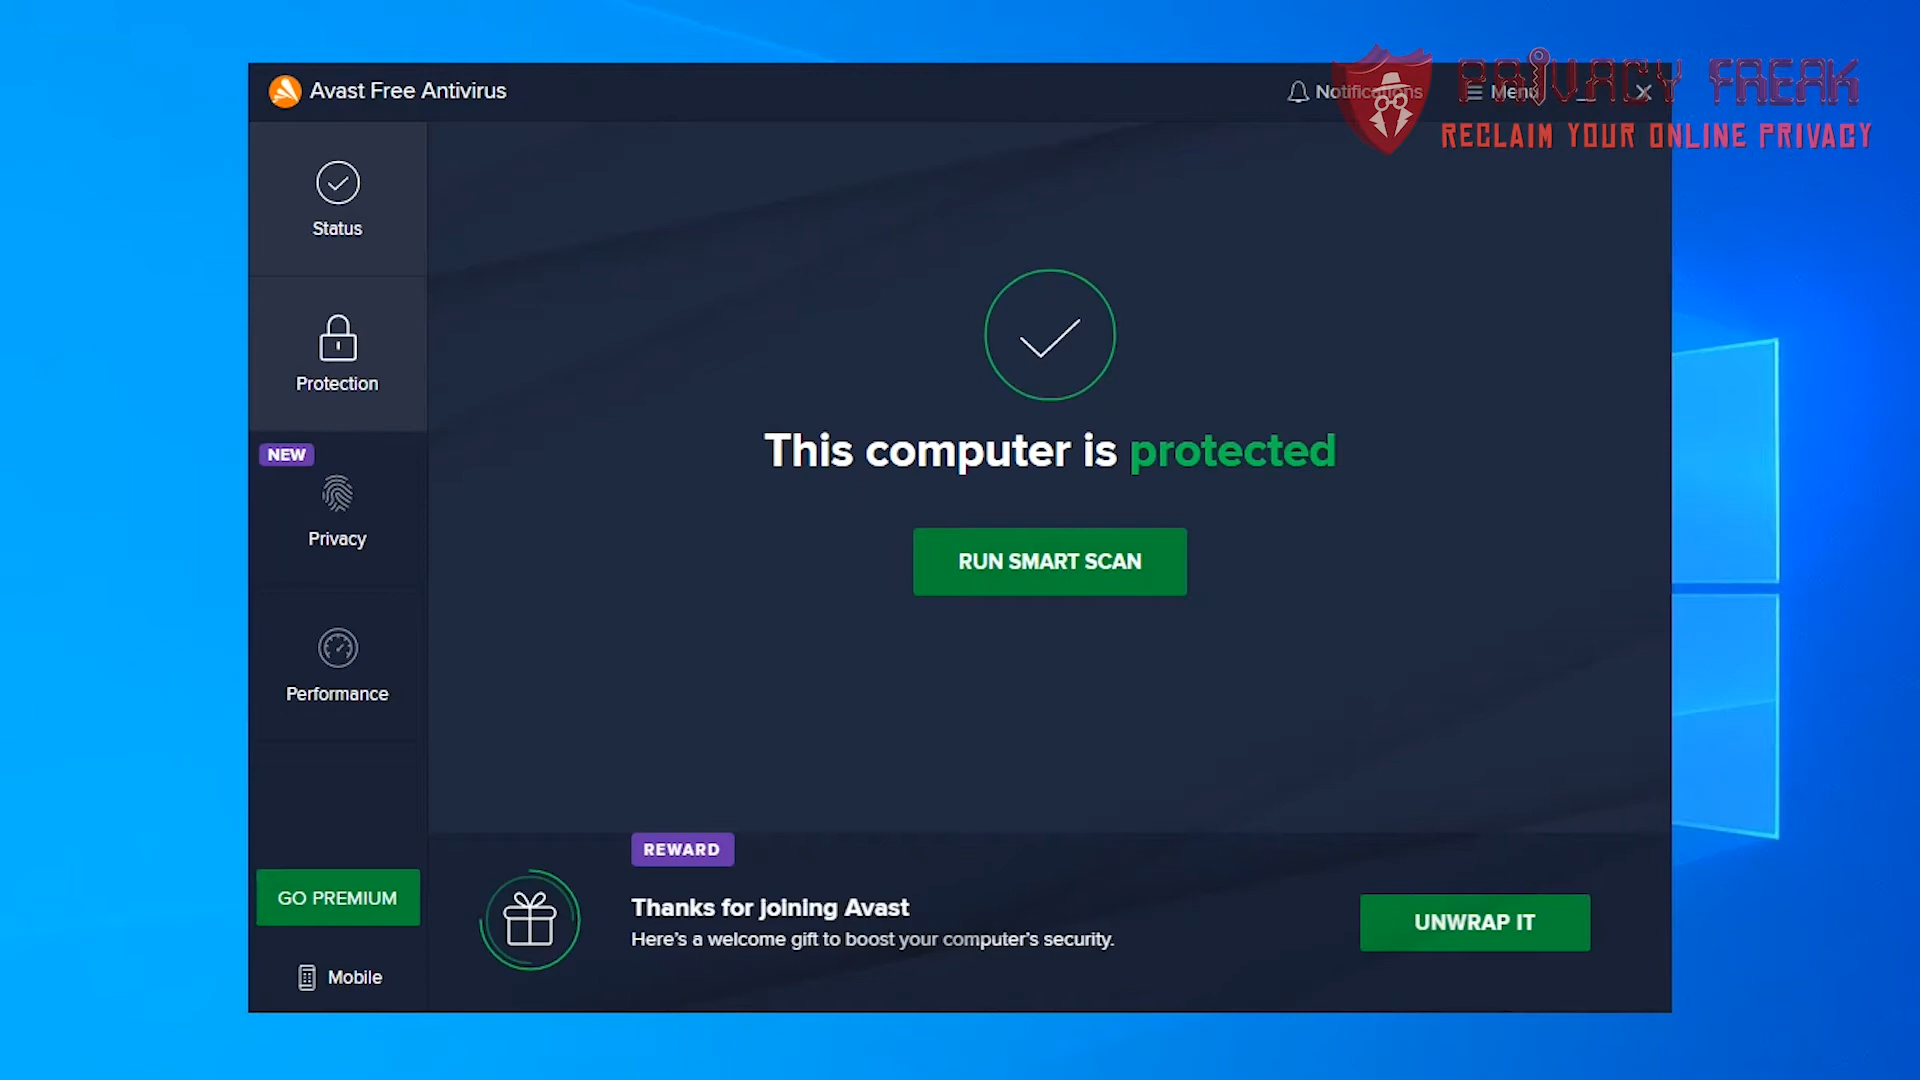 Avast Free Antivirus
Notifications
Menu
PRIVACY FREAK
RECLAIM YOUR ONLINE PRIVACY
Status
Protection
NEW
Privacy
Performance
GO PREMIUM
Mobile
This computer is protected
RUN SMART SCAN
REWARD
Thanks for joining Avast
Here's a welcome gift to boost your computer's security.
UNWRAP IT